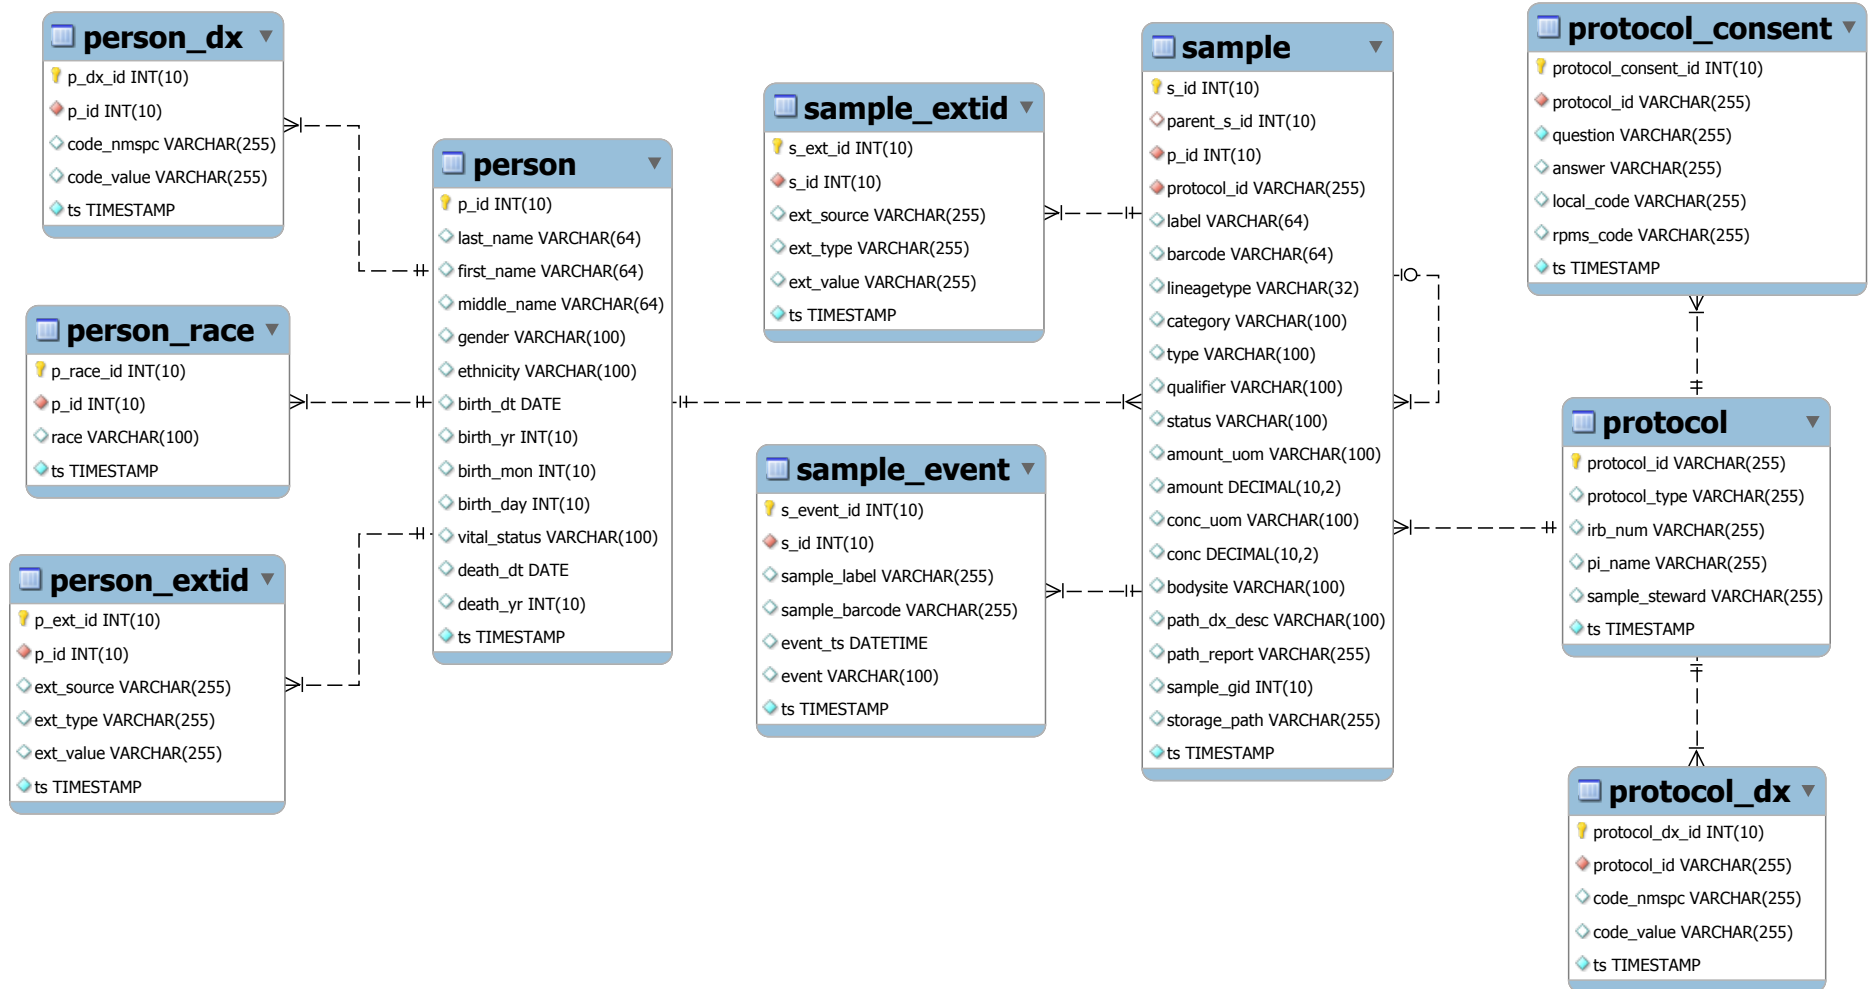 person_dx
p_dx_id INT(10)
p_id INT(10)
code_nmspc VARCHAR(255)
code_value VARCHAR(255)
ts TIMESTAMP
person_race
p_race_id INT(10)
p_id INT(10)
race VARCHAR(100)
ts TIMESTAMP
person_extid
p_ext_id INT(10)
p_id INT(10)
ext_source VARCHAR(255)
ext_type VARCHAR(255)
ext_value VARCHAR(255)
ts TIMESTAMP
person
p_id INT(10)
last_name VARCHAR(64)
first_name VARCHAR(64)
middle_name VARCHAR(64)
gender VARCHAR(100)
ethnicity VARCHAR(100)
birth_dt DATE
birth_yr INT(10)
birth_mon INT(10)
birth_day INT(10)
vital_status VARCHAR(100)
death_dt DATE
death_yr INT(10)
ts TIMESTAMP
sample_extid
s_ext_id INT(10)
s_id INT(10)
ext_source VARCHAR(255)
ext_type VARCHAR(255)
ext_value VARCHAR(255)
ts TIMESTAMP
sample_event
s_event_id INT(10)
s_id INT(10)
sample_label VARCHAR(255)
sample_barcode VARCHAR(255)
event_ts DATETIME
event VARCHAR(100)
ts TIMESTAMP
sample
s_id INT(10)
parent_s_id INT(10)
p_id INT(10)
protocol_id VARCHAR(255)
label VARCHAR(64)
barcode VARCHAR(64)
lineagetype VARCHAR(32)
category VARCHAR(100)
type VARCHAR(100)
qualifier VARCHAR(100)
status VARCHAR(100)
amount_uom VARCHAR(100)
amount DECIMAL(10,2)
conc_uom VARCHAR(100)
conc DECIMAL(10,2)
bodysite VARCHAR(100)
path_dx_desc VARCHAR(100)
path_report VARCHAR(255)
sample_gid INT(10)
storage_path VARCHAR(255)
ts TIMESTAMP
protocol_consent
protocol_consent_id INT(10)
protocol_id VARCHAR(255)
question VARCHAR(255)
answer VARCHAR(255)
local_code VARCHAR(255)
rpms_code VARCHAR(255)
ts TIMESTAMP
protocol
protocol_id VARCHAR(255)
protocol_type VARCHAR(255)
irb_num VARCHAR(255)
pi_name VARCHAR(255)
sample_steward VARCHAR(255)
ts TIMESTAMP
protocol_dx
protocol_dx_id INT(10)
protocol_id VARCHAR(255)
code_nmspc VARCHAR(255)
code_value VARCHAR(255)
ts TIMESTAMP